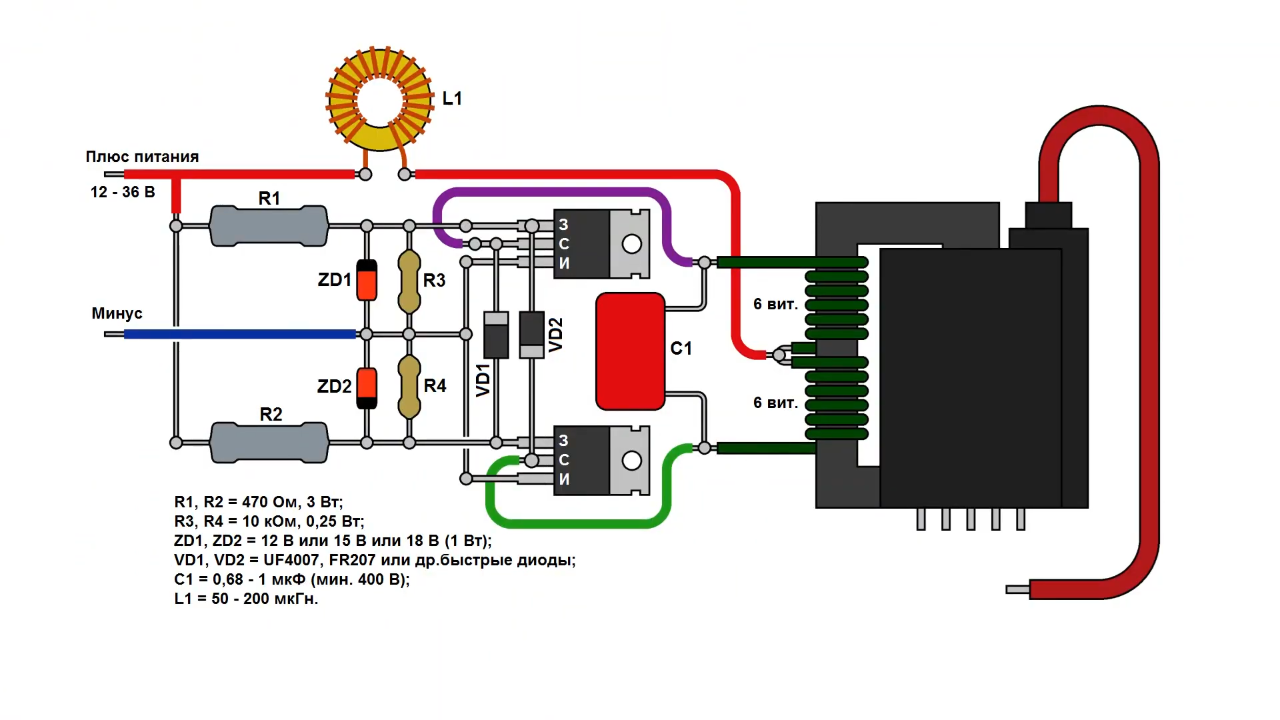 L1
Плюс питания
12 - 36 В
R1
З
С
И
ZD1
R3
6 вит.
Минус
VD2
C1
VD1
ZD2
R4
6 вит.
R2
З
С
И
R1, R2 = 470 Ом, 3 Вт;
R3, R4 = 10 кОм, 0,25 Вт;
ZD1, ZD2 = 12 В или 15 В или 18 В (1 Вт);
VD1, VD2 = UF4007, FR207 или др.быстрые диоды;
C1 = 0,68 - 1 мкФ (мин. 400 В);
L1 = 50 - 200 мкГн.